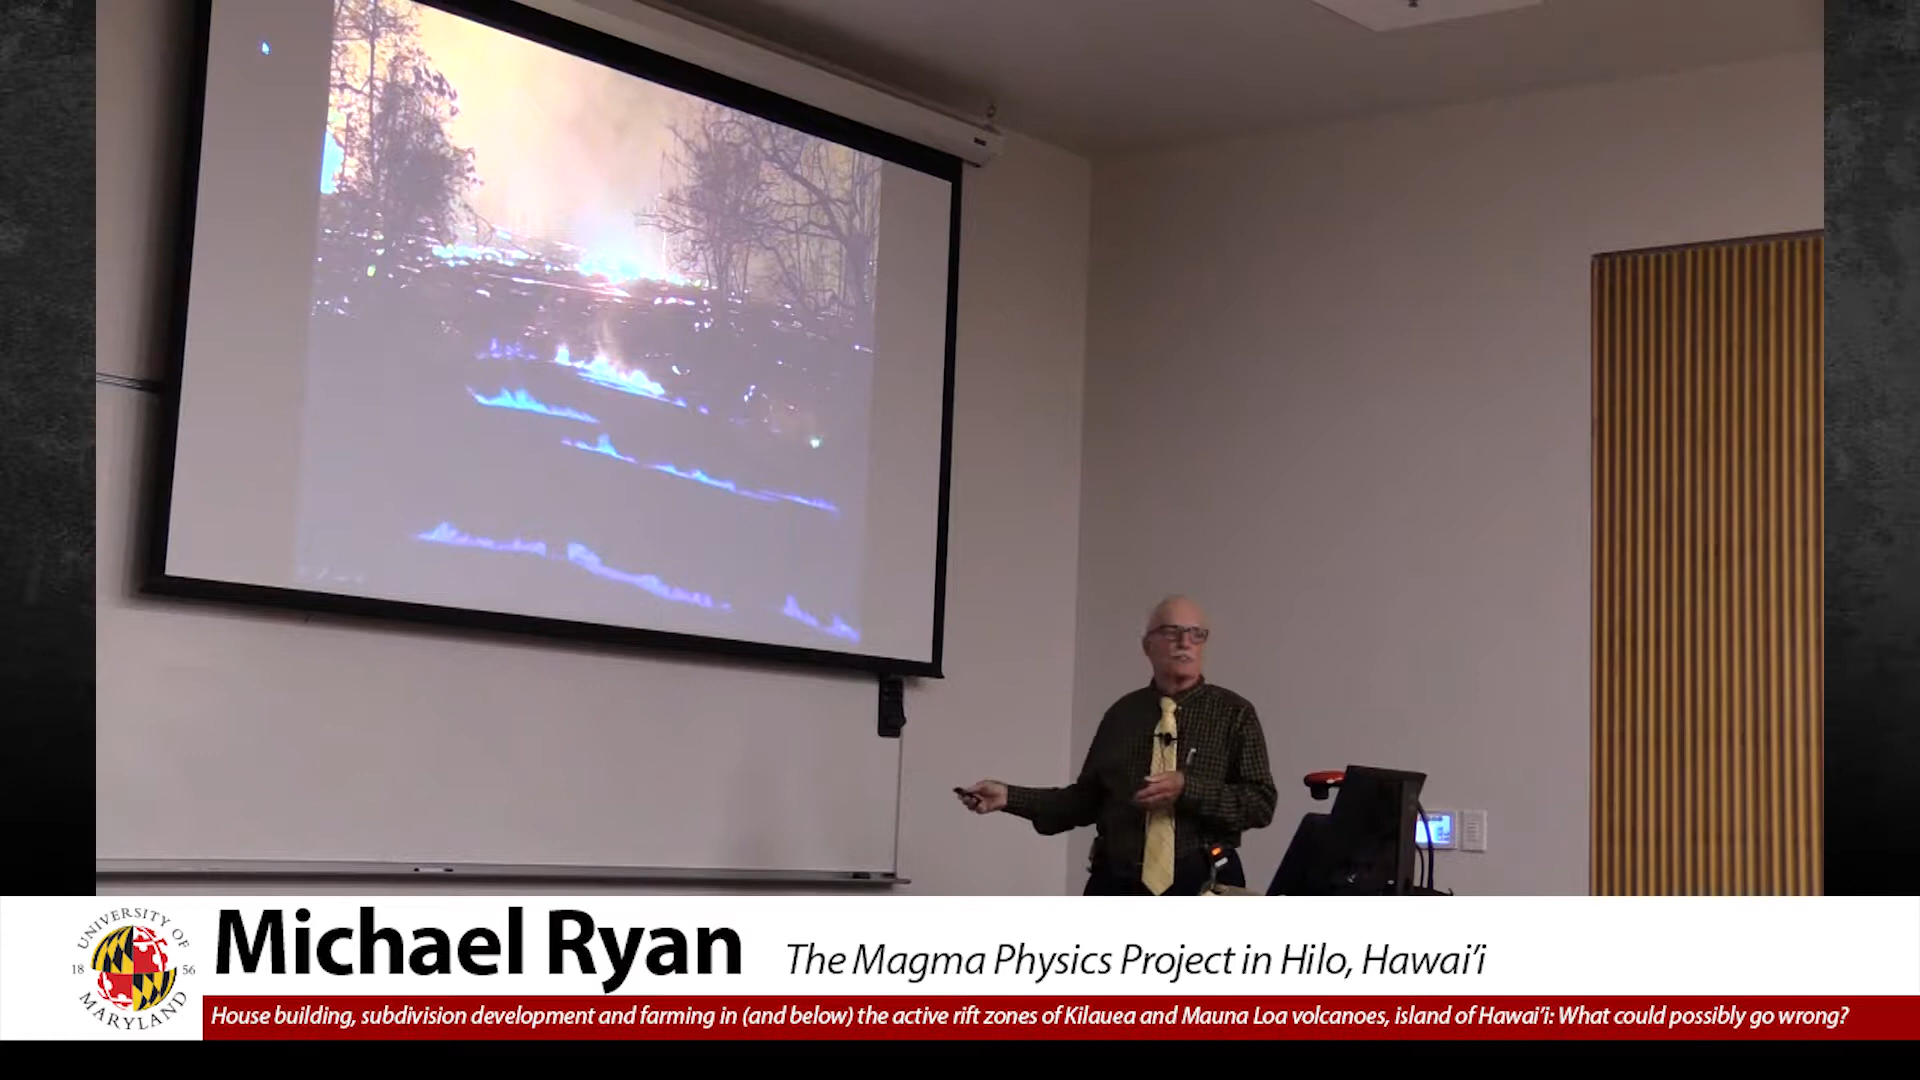 Michael Ryan
The Magma Physics Project in Hilo, Hawai‘i
UNIVERSITY OF
18 56
MARYLAND
House building, subdivision development and farming in (and below) the active rift zones of Kilauea and Mauna Loa volcanoes, island of Hawai‘i: What could possibly go wrong?